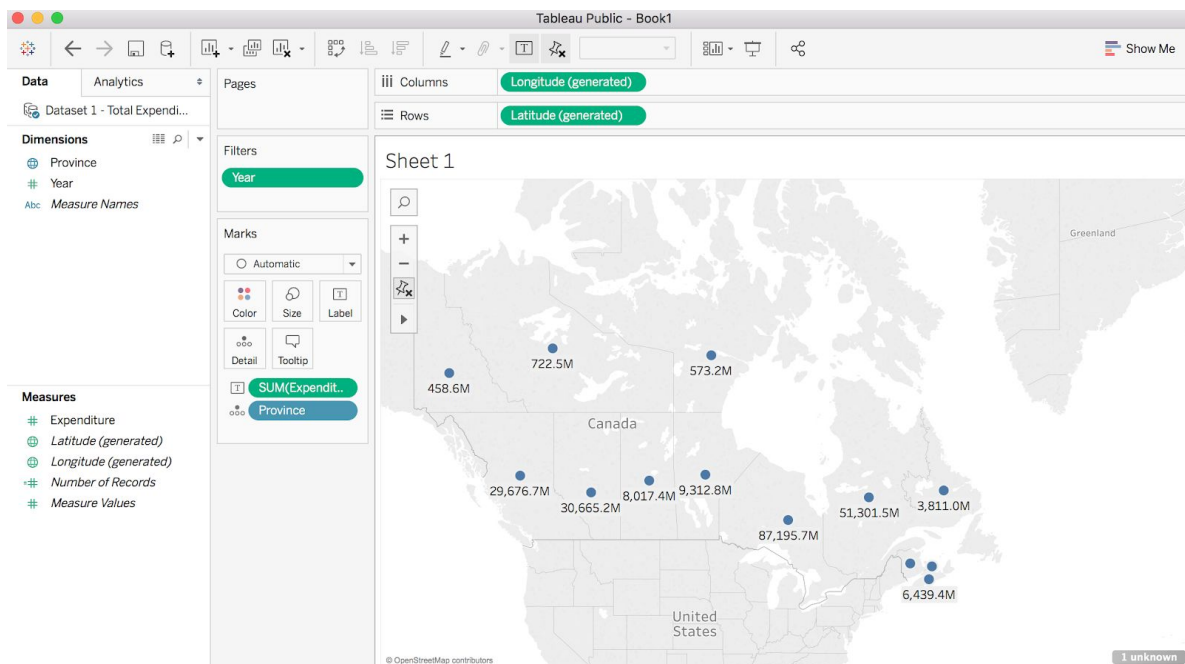 Tableau Public - Book1
Show Me
Data Analytics
Dataset 1 - Total Expendi...
Dimensions
Province
Year
Abc Measure Names
Measures
Expenditure
Latitude (generated)
Longitude (generated)
Number of Records
Measure Values
Pages
Filters
Year
Marks
Automatic
Color Size Label
Detail Tooltip
SUM(Expendit..
Province
Columns Longitude (generated)
Rows Latitude (generated)
Sheet 1
Greenland
722.5M
573.2M
458.6M
Canada
29,676.7M
30,665.2M
8,017.4M
9,312.8M
87,195.7M
51,301.5M
3,811.0M
6,439.4M
United
States
© OpenStreetMap contributors
1 unknown